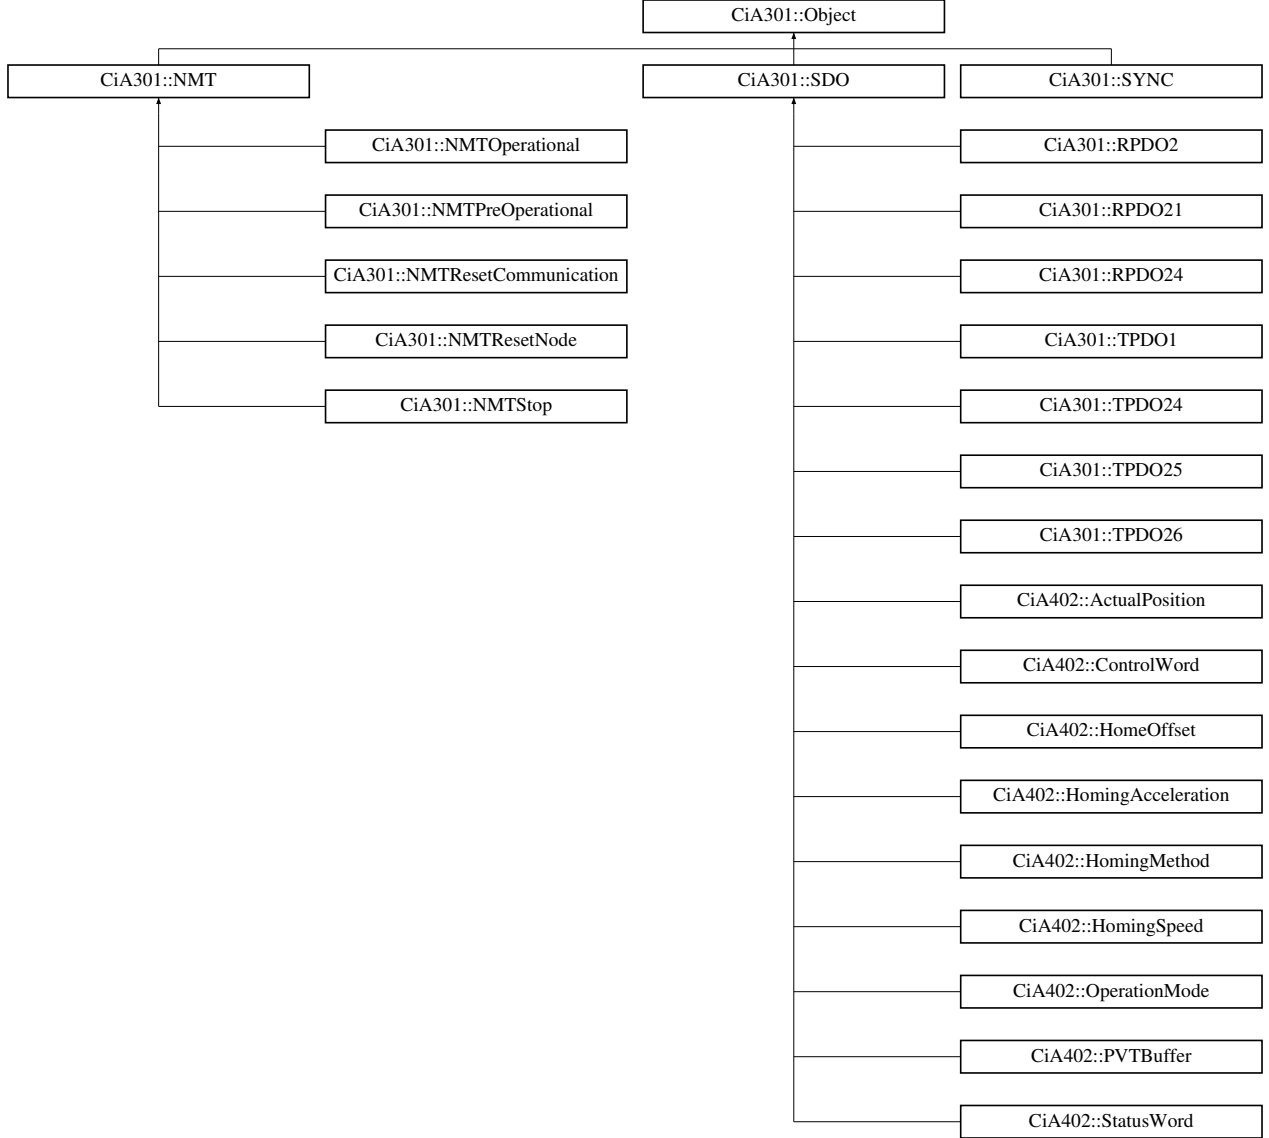 CiA301::Object
CiA301::NMT
CiA301::SDO
CiA301::SYNC
CiA301::NMTOperational
CiA301::RPDO2
CiA301::NMTPreOperational
CiA301::RPDO21
CiA301::NMTResetCommunication
CiA301::RPDO24
CiA301::NMTResetNode
CiA301::TPDO1
CiA301::NMTStop
CiA301::TPDO24
CiA301::TPDO25
CiA301::TPDO26
CiA402::ActualPosition
CiA402::ControlWord
CiA402::HomeOffset
CiA402::HomingAcceleration
CiA402::HomingMethod
CiA402::HomingSpeed
CiA402::OperationMode
CiA402::PVTBuffer
CiA402::StatusWord